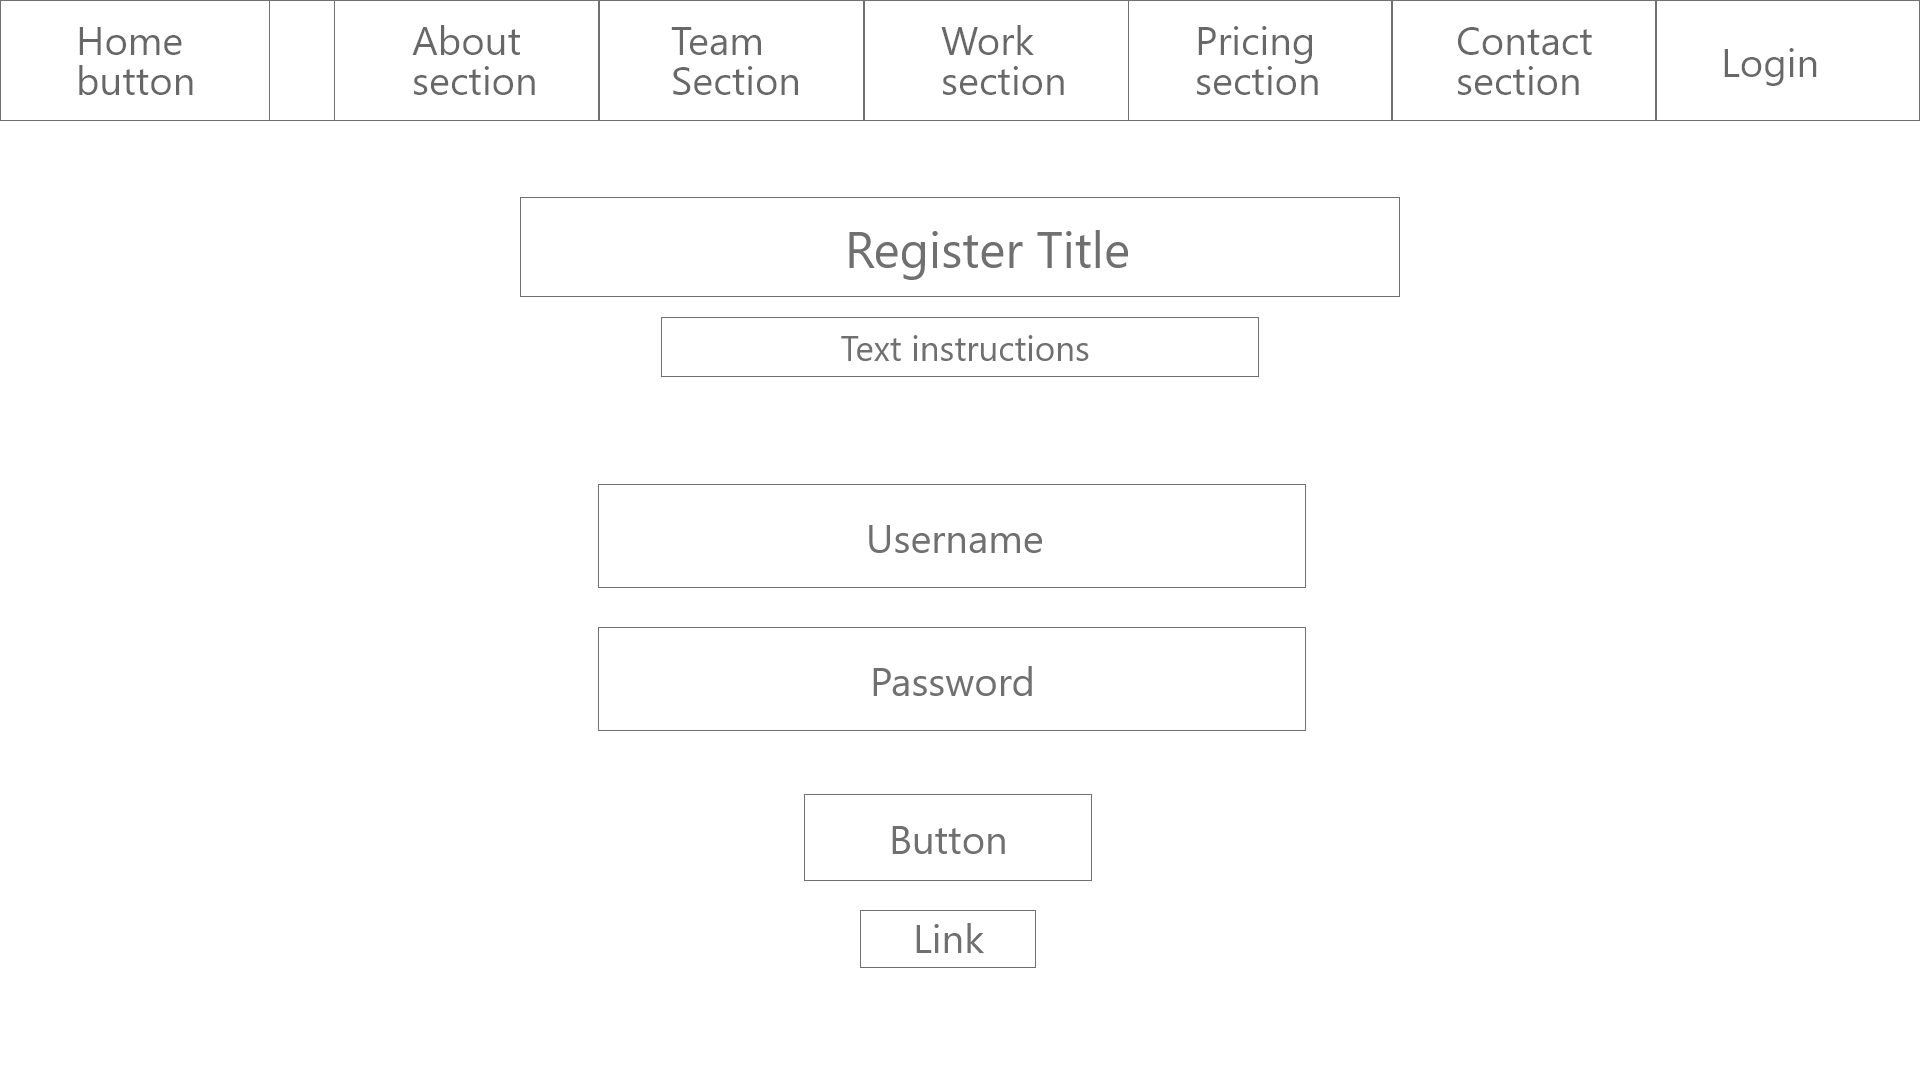 Home
button
About
section
Team
Section
Work
section
Pricing
section
Contact
section
Login
Register Title
Text instructions
Username
Password
Button
Link